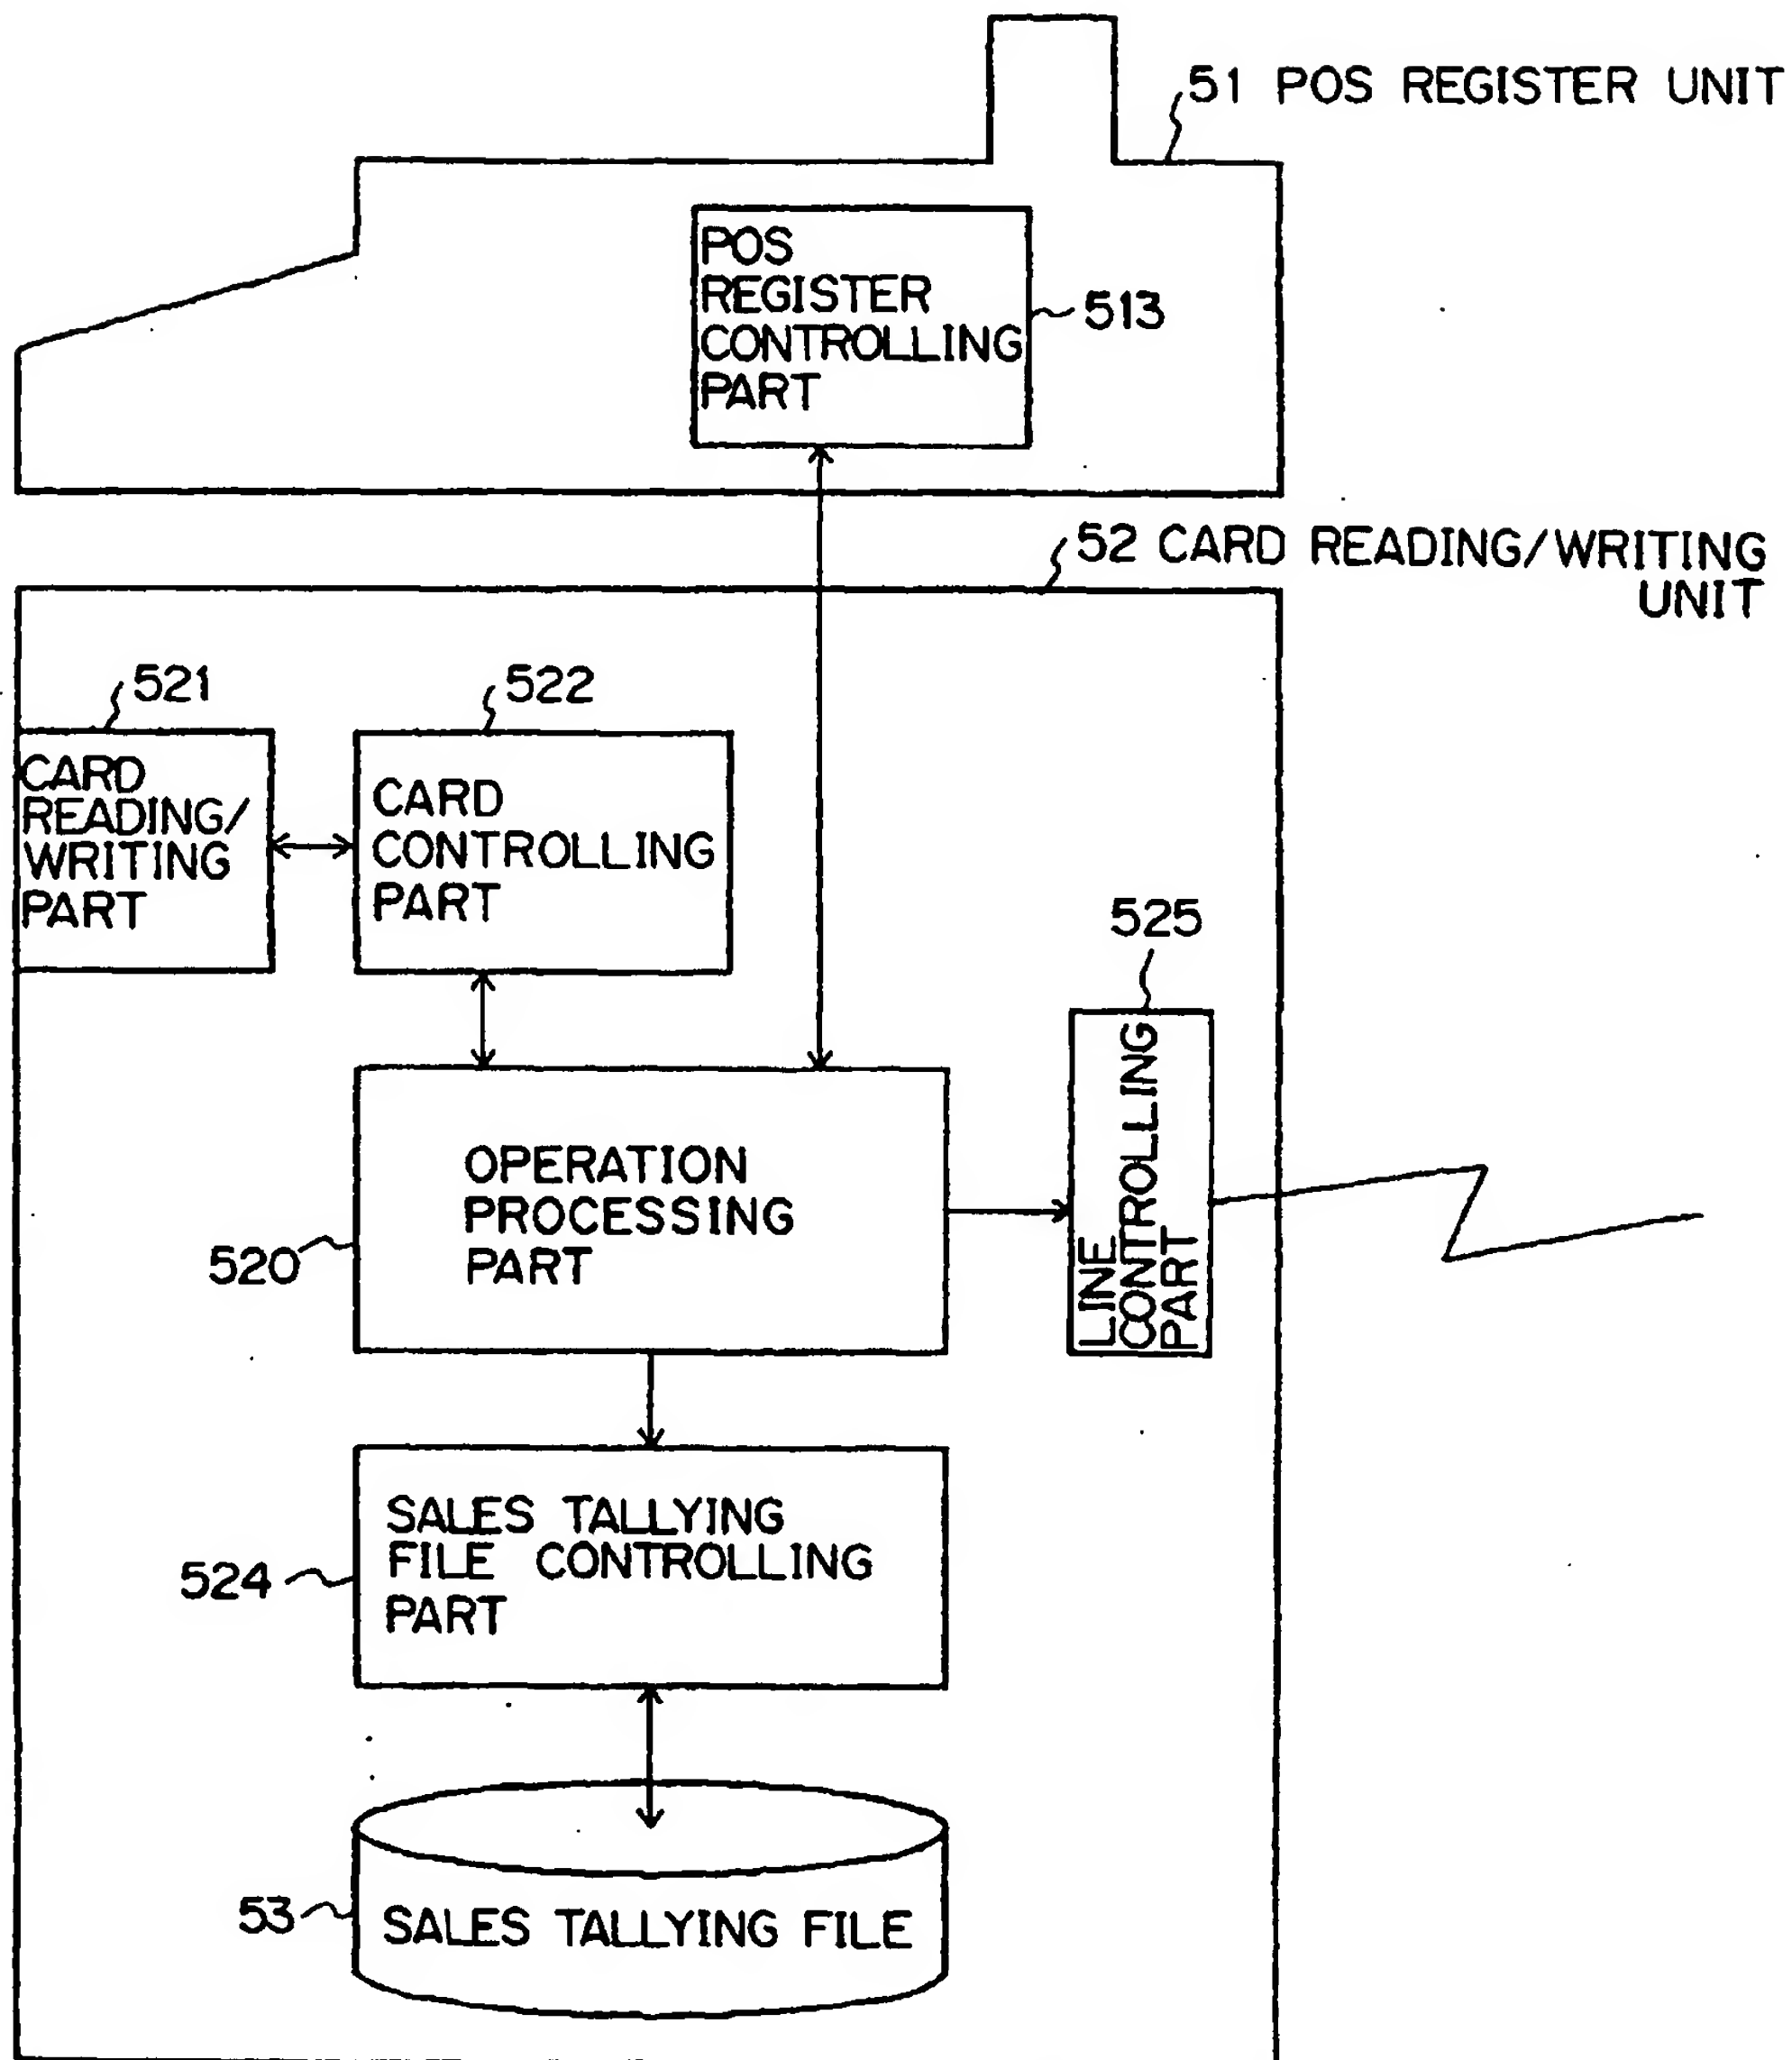 51 POS REGISTER UNIT
POS
REGISTER
CONTROLLING
PART
513
52 CARD READING/WRITING
UNIT
521
522
CARD
READING/
WRITING
PART
CARD
CONTROLLING
PART
525
LINE
CONTROLLING
PART
OPERATION
PROCESSING
PART
520
SALES TALLYING
FILE CONTROLLING
PART
524
53
SALES TALLYING FILE